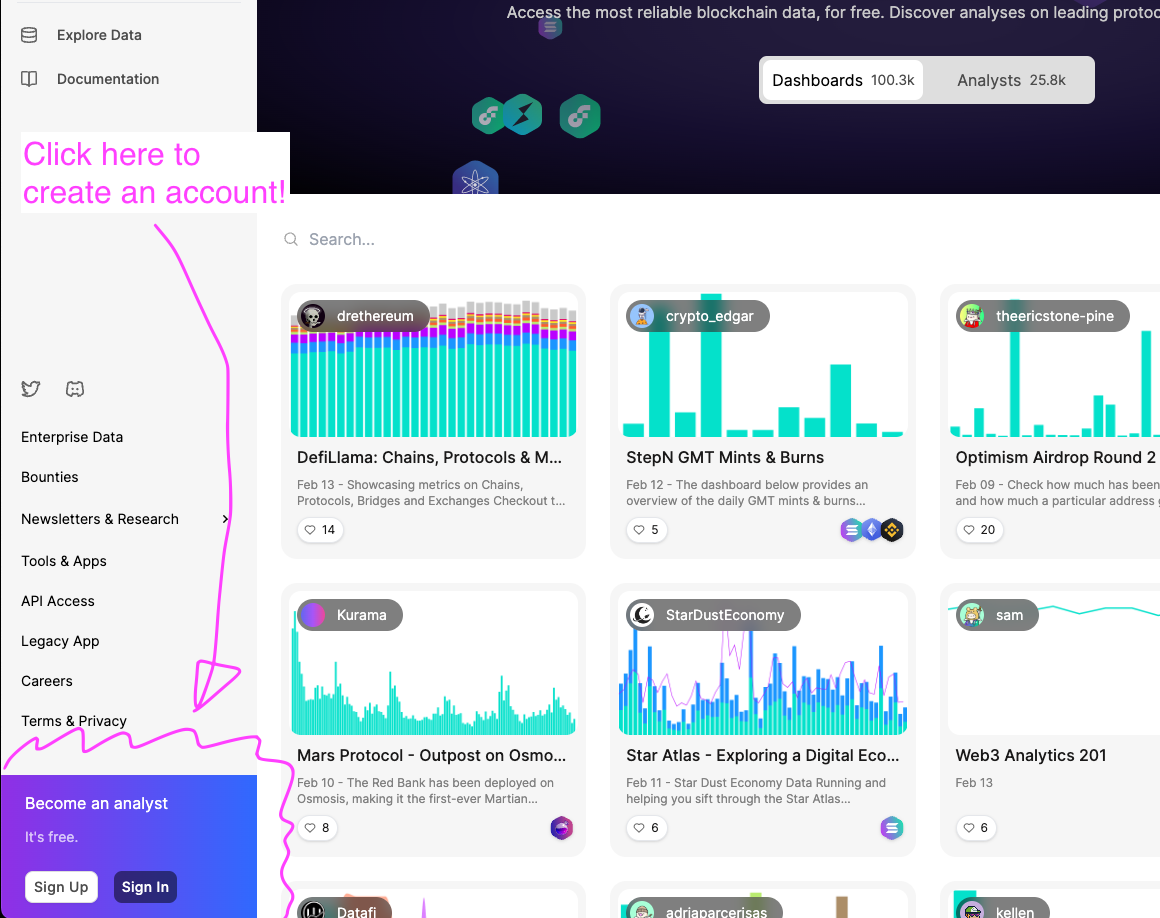 Explore Data
Documentation
Click here to
create an account!
Enterprise Data
Bounties
Newsletters & Research
Tools & Apps
API Access
Legacy App
Careers
Terms & Privacy
Become an analyst
It's free.
Sign Up Sign In
Access the most reliable blockchain data, for free. Discover analyses on leading protoc
Dashboards 100.3k Analysts 25.8k
Search...
drethereum
DefiLlama: Chains, Protocols & M...
Feb 13 - Showcasing metrics on Chains,
Protocols, Bridges and Exchanges Checkout t...
14
crypto_edgar
StepN GMT Mints & Burns
Feb 12 - The dashboard below provides an
overview of the daily GMT mints & burns...
5
theericstone-pine
Optimism Airdrop Round 2
Feb 09 - Check how much has been
and how much a particular address
20
Kurama
Mars Protocol - Outpost on Osmo...
Feb 10 - The Red Bank has been deployed on
Osmosis, making it the first-ever Martian...
8
StarDustEconomy
Star Atlas - Exploring a Digital Eco...
Feb 11 - Star Dust Economy Data Running and
helping you sift through the Star Atlas...
6
sam
Web3 Analytics 201
Feb 13
6
Datafi
adriaparcerisas
kellen